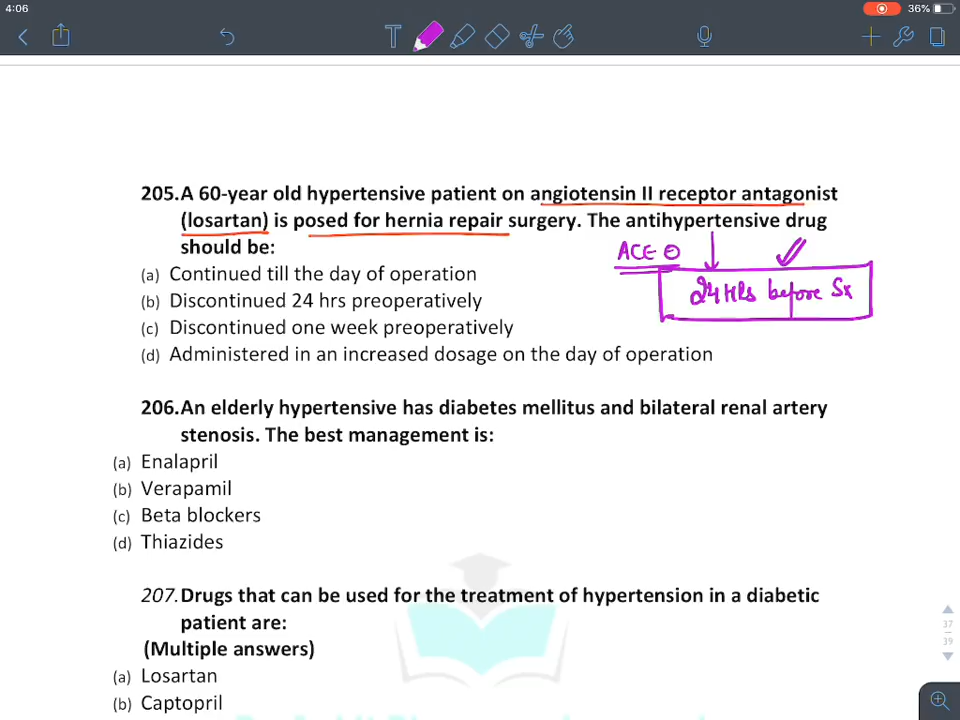 4:06
36%
T
205.A 60-year old hypertensive patient on angiotensin II receptor antagonist
(losartan) is posed for hernia repair surgery. The antihypertensive drug
should be:
ACE ⊖
24 HRs before Sx
(a) Continued till the day of operation
(b) Discontinued 24 hrs preoperatively
(c) Discontinued one week preoperatively
(d) Administered in an increased dosage on the day of operation
206.An elderly hypertensive has diabetes mellitus and bilateral renal artery
stenosis. The best management is:
(a) Enalapril
(b) Verapamil
(c) Beta blockers
(d) Thiazides
207.Drugs that can be used for the treatment of hypertension in a diabetic
patient are:
(Multiple answers)
(a) Losartan
(b) Captopril
37
39